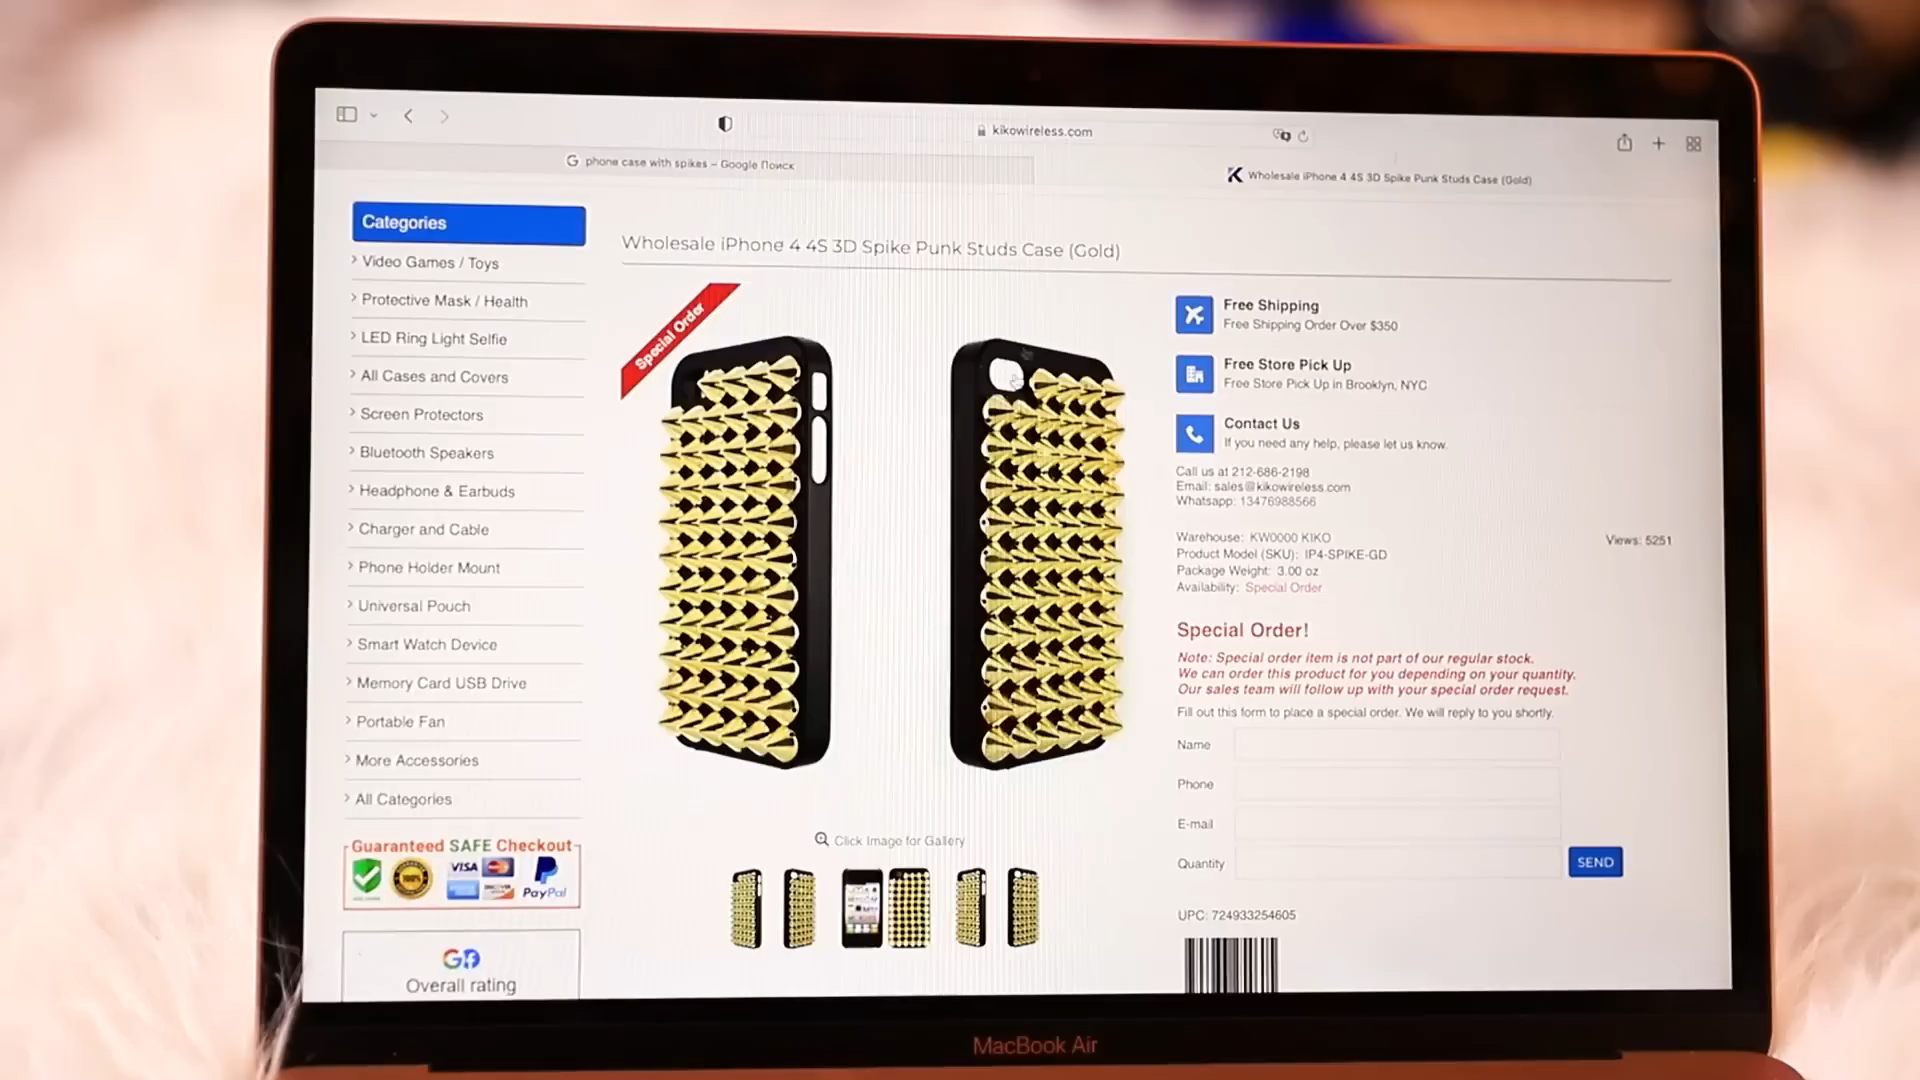 kikowireless.com
phone case with spikes – Google Поиск
Wholesale iPhone 4 4S 3D Spike Punk Studs Case (Gold)
Categories
Video Games / Toys
Protective Mask / Health
LED Ring Light Selfie
All Cases and Covers
Screen Protectors
Bluetooth Speakers
Headphone & Earbuds
Charger and Cable
Phone Holder Mount
Universal Pouch
Smart Watch Device
Memory Card USB Drive
Portable Fan
More Accessories
All Categories
Guaranteed SAFE Checkout
100%
VISA
DISCOVER
PayPal
Overall rating
Wholesale iPhone 4 4S 3D Spike Punk Studs Case (Gold)
Special Order
Click Image for Gallery
Free Shipping
Free Shipping Order Over $350
Free Store Pick Up
Free Store Pick Up in Brooklyn, NYC
Contact Us
If you need any help, please let us know.
Call us at 212-686-2198
Email: sales@kikowireless.com
Whatsapp: 13476988566
Warehouse: KW0000 KIKO
Views: 5251
Product Model (SKU): IP4-SPIKE-GD
Package Weight: 3.00 oz
Availability: Special Order
Special Order!
Note: Special order item is not part of our regular stock.
We can order this product for you depending on your quantity.
Our sales team will follow up with your special order request.
Fill out this form to place a special order. We will reply to you shortly.
Name
Phone
E-mail
Quantity
SEND
UPC: 724933254605
MacBook Air